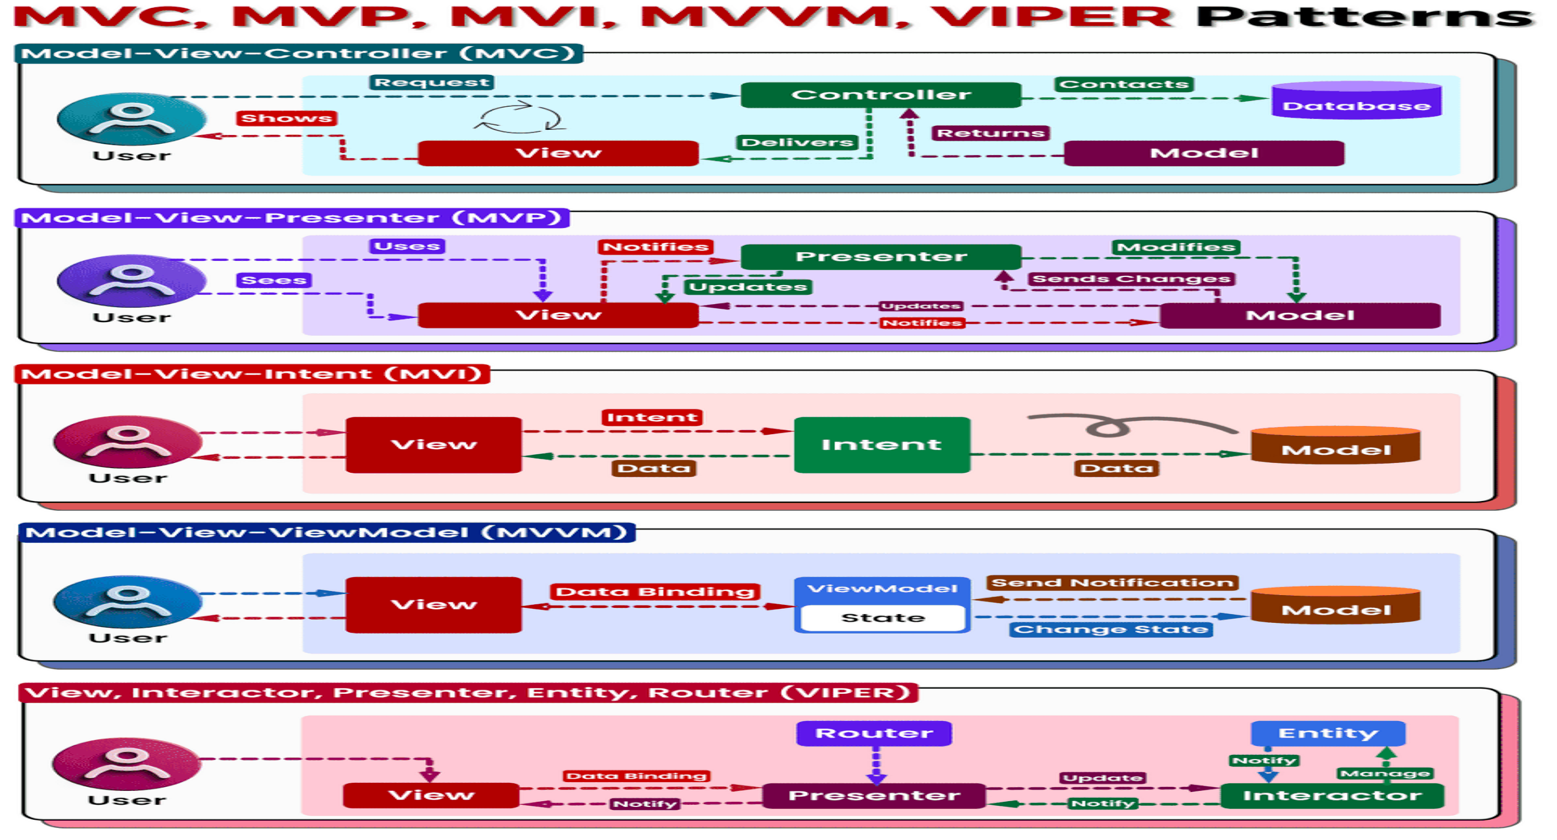 MVC, MVP, MVI, MVVM, VIPER Patterns
Model-View-Controller (MVC)
Request
Controller
Contacts
Database
Shows
Delivers
Returns
User
View
Model
Model-View-Presenter (MVP)
Uses
Notifies
Presenter
Modifies
Sees
Updates
Sends Changes
User
View
Updates
Notifies
Model
Model-View-Intent (MVI)
Intent
View
Intent
Model
Data
Data
User
Model-View-ViewModel (MVVM)
Data Binding
ViewModel
Send Notification
View
State
Model
Change State
User
View, Interactor, Presenter, Entity, Router (VIPER)
Router
Entity
Notify
Manage
Data Binding
Update
User
View
Notify
Presenter
Notify
Interactor